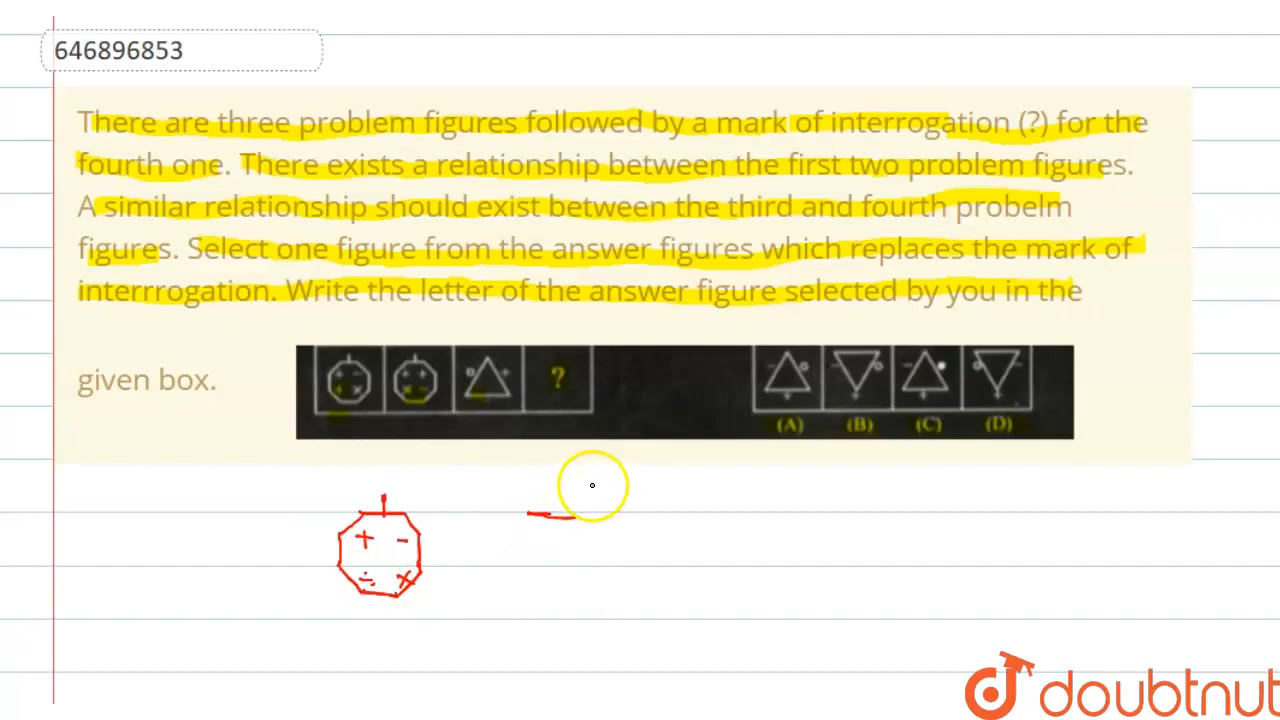 646896853
There are three problem figures followed by a mark of interrogation (?) for the
fourth one. There exists a relationship between the first two problem figures.
A similar relationship should exist between the third and fourth probelm
figures. Select one figure from the answer figures which replaces the mark of
interrrogation. Write the letter of the answer figure selected by you in the
given box.
?
(A) (B) (C) (D)
+ −
÷ ×
doubtnut